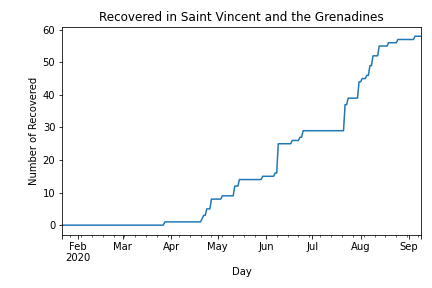 Recovered in Saint Vincent and the Grenadines
Number of Recovered
60
50
40
30
20
10
0
Feb Mar Apr May Jun Jul Aug Sep
2020
Day